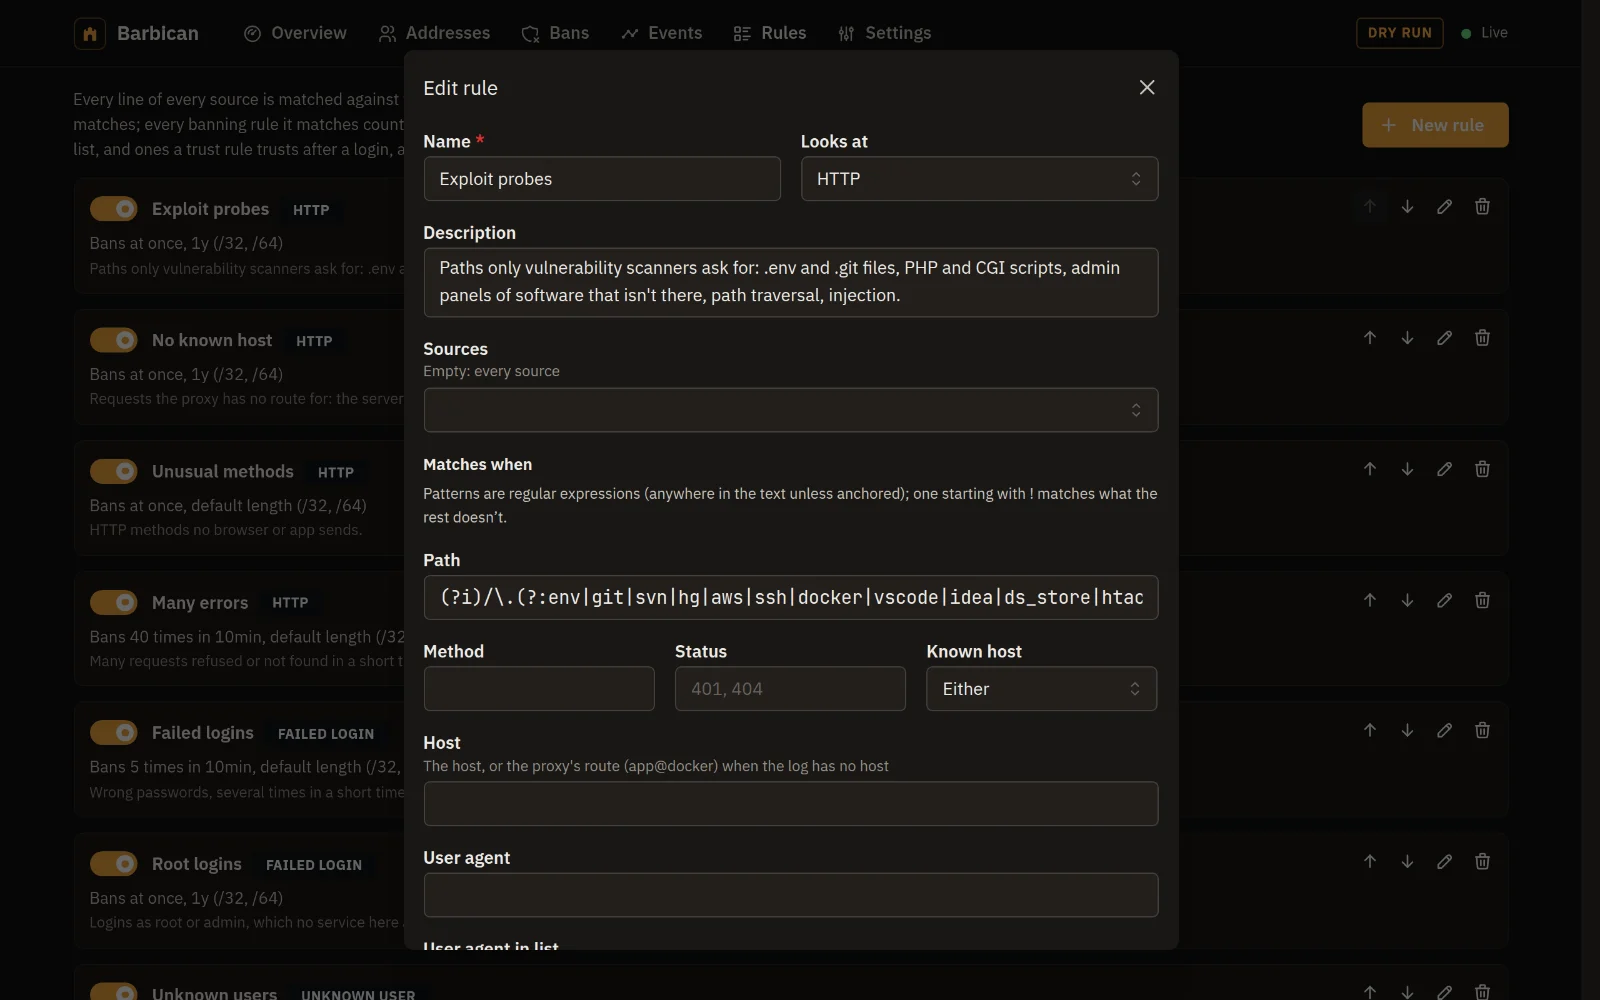 Barbican
Overview
Addresses
Bans
Events
Rules
Settings
DRY RUN
Live
Every line of every source is matched against
matches; every banning rule it matches count
list, and ones a trust rule trusts after a login, a
New rule
Exploit probes HTTP
Bans at once, 1y (/32, /64)
Paths only vulnerability scanners ask for: .env a
No known host HTTP
Bans at once, 1y (/32, /64)
Requests the proxy has no route for: the server
Unusual methods HTTP
Bans at once, default length (/32, /64)
HTTP methods no browser or app sends.
Many errors HTTP
Bans 40 times in 10min, default length (/32
Many requests refused or not found in a short t
Failed logins FAILED LOGIN
Bans 5 times in 10min, default length (/32,
Wrong passwords, several times in a short time
Root logins FAILED LOGIN
Bans at once, 1y (/32, /64)
Logins as root or admin, which no service here
Unknown users UNKNOWN USER
Edit rule
Name *
Exploit probes
Looks at
HTTP
Description
Paths only vulnerability scanners ask for: .env and .git files, PHP and CGI scripts, admin
panels of software that isn't there, path traversal, injection.
Sources
Empty: every source
Matches when
Patterns are regular expressions (anywhere in the text unless anchored); one starting with ! matches what the
rest doesn’t.
Path
(?i)/\.(?:env|git|svn|hg|aws|ssh|docker|vscode|idea|ds_store|htac
Method
Status
401, 404
Known host
Either
Host
The host, or the proxy's route (app@docker) when the log has no host
User agent
User agent in list